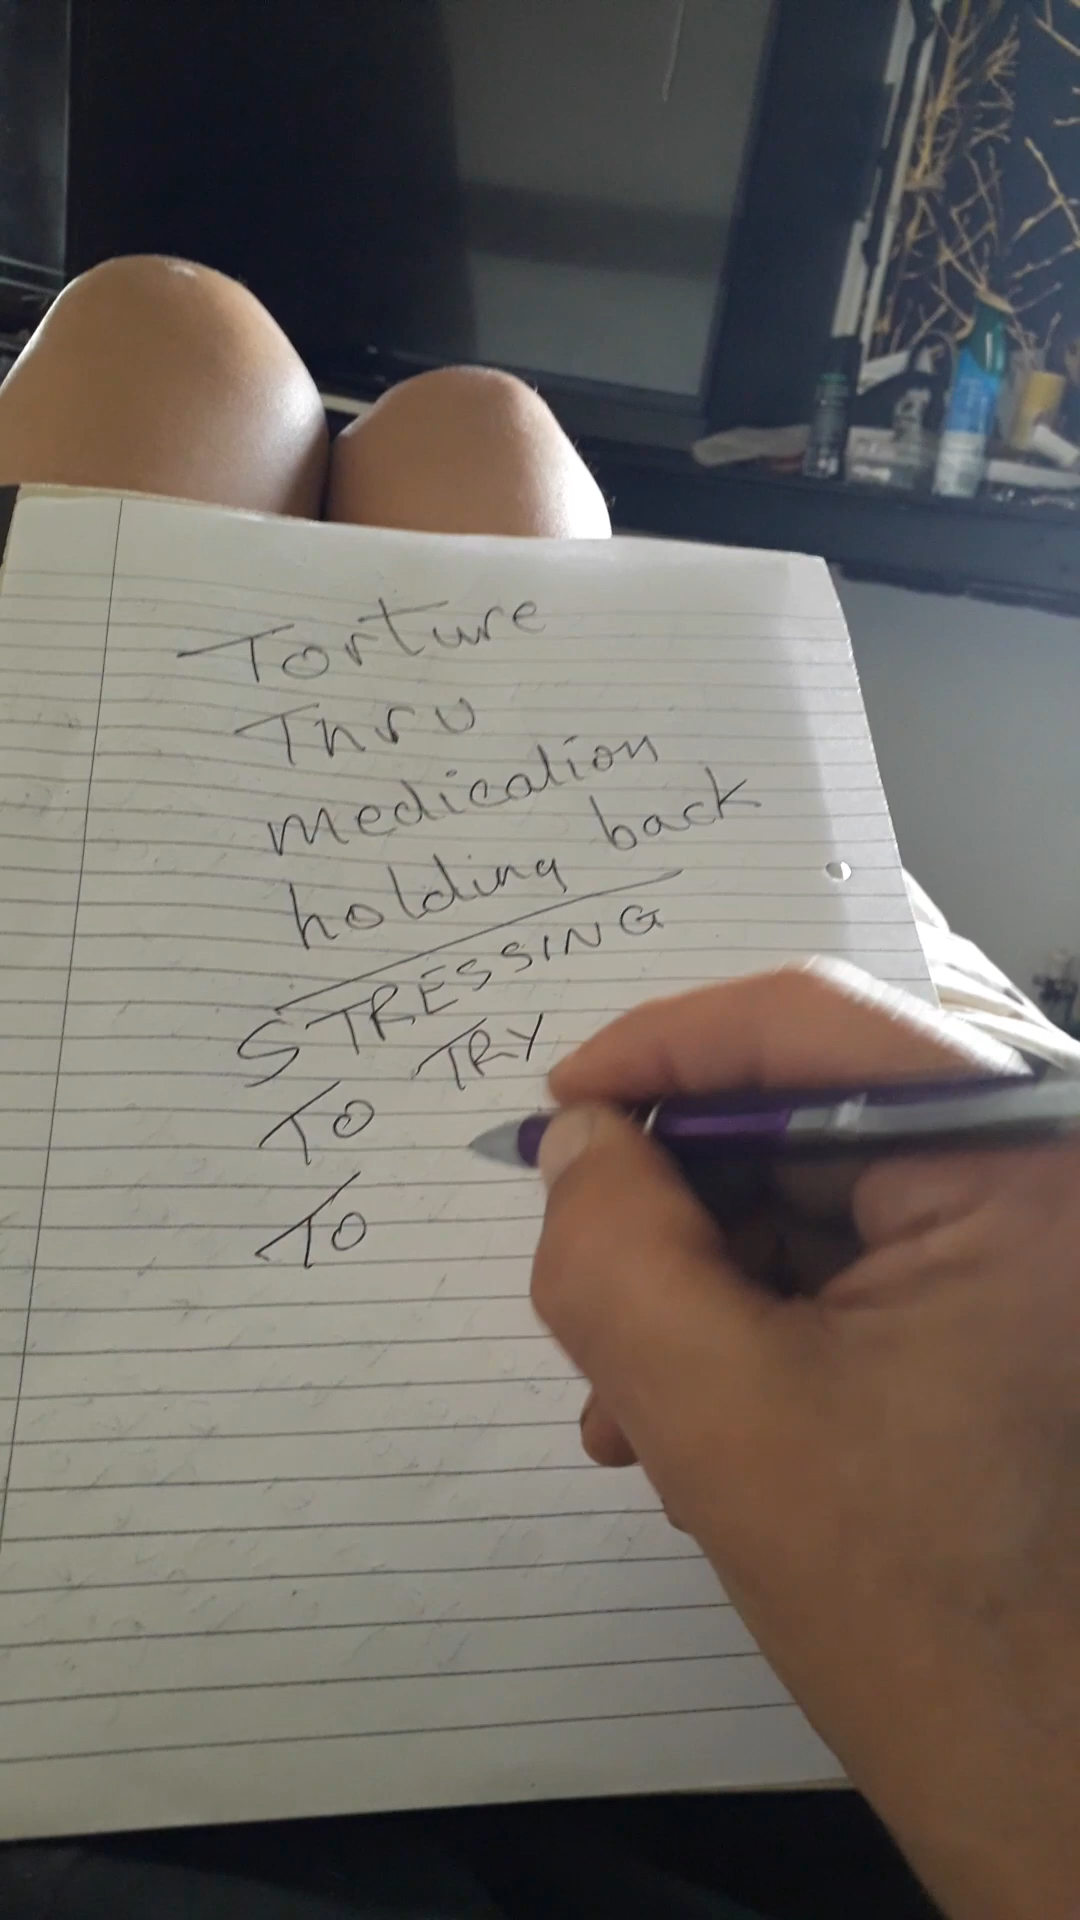 Torture
Thru
medication
holding back
STRESSING
TO TRY
TO